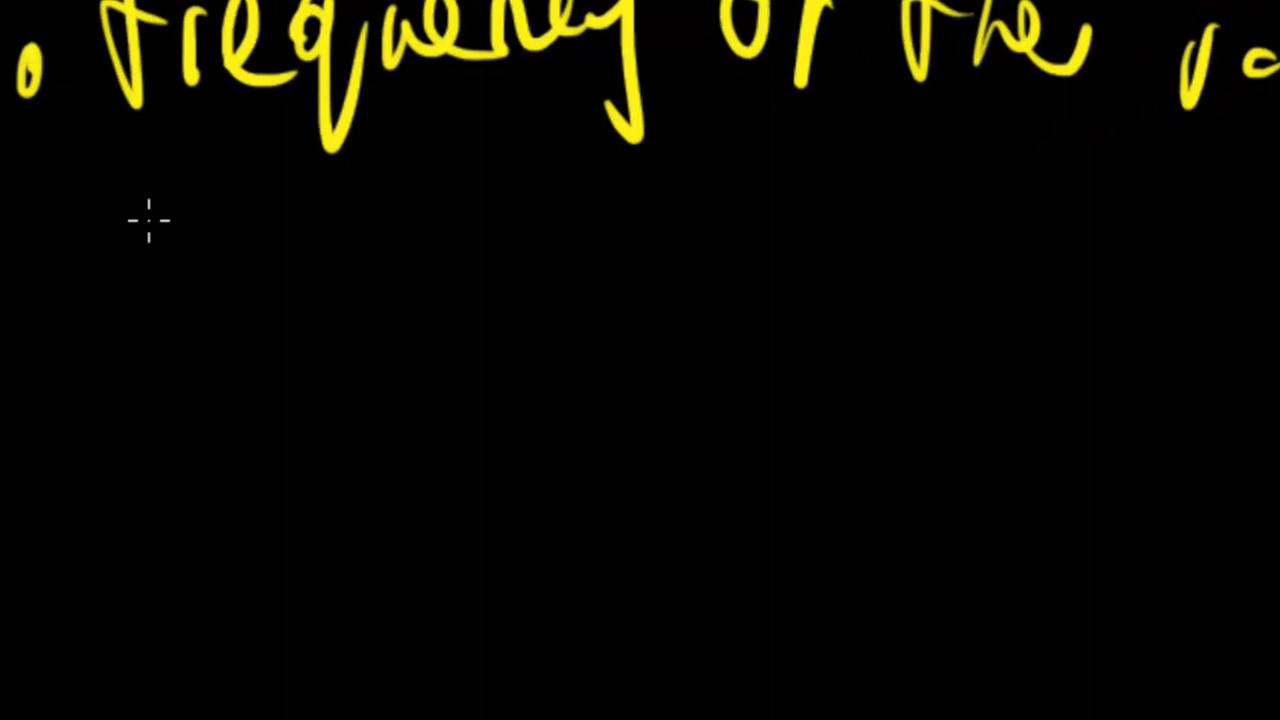 . frequency of the